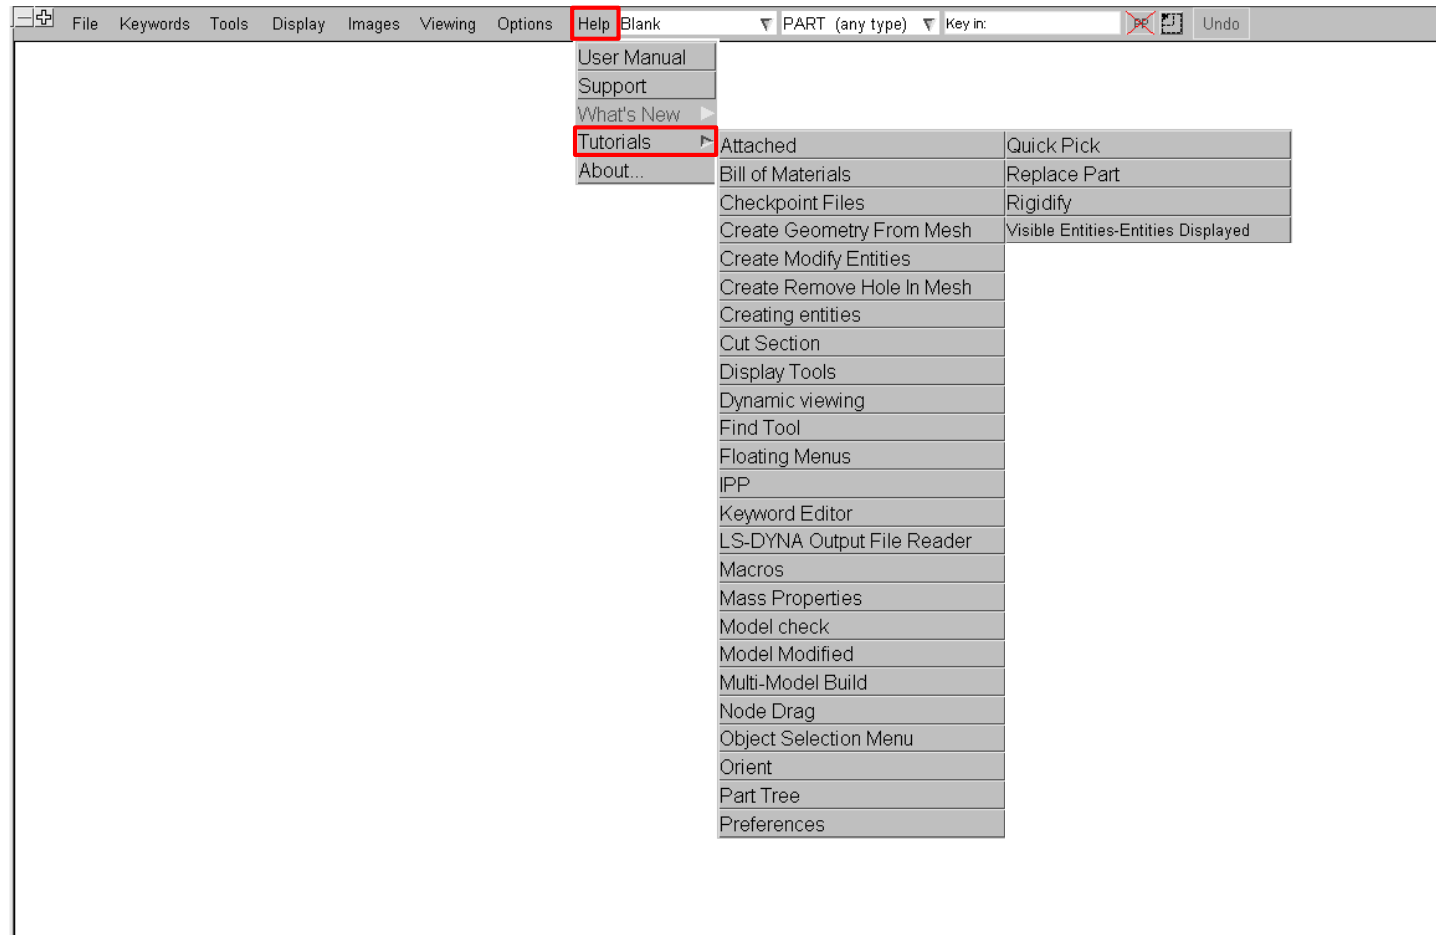 File Keywords Tools Display Images Viewing Options Help Blank PART (any type) Key in: PP Undo
User Manual
Support
What's New
Tutorials
About...
Attached
Bill of Materials
Checkpoint Files
Create Geometry From Mesh
Create Modify Entities
Create Remove Hole In Mesh
Creating entities
Cut Section
Display Tools
Dynamic viewing
Find Tool
Floating Menus
IPP
Keyword Editor
LS-DYNA Output File Reader
Macros
Mass Properties
Model check
Model Modified
Multi-Model Build
Node Drag
Object Selection Menu
Orient
Part Tree
Preferences
Quick Pick
Replace Part
Rigidify
Visible Entities-Entities Displayed